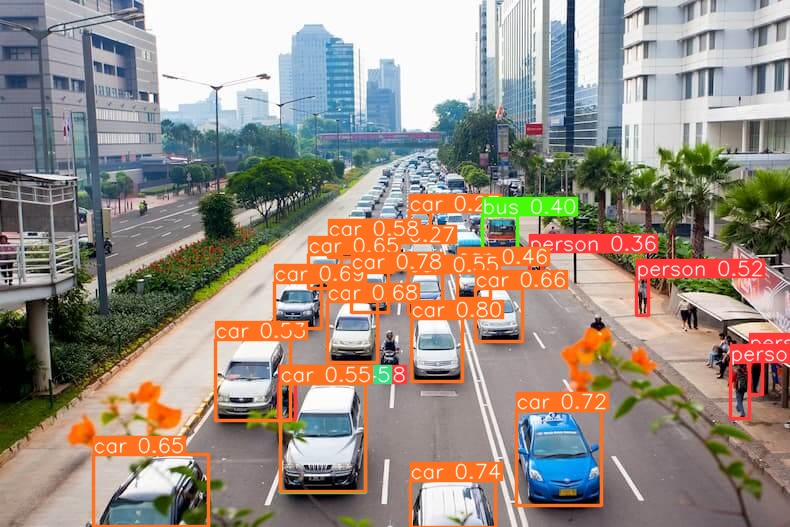 car 0.2
bus 0.40
car 0.58
27
person 0.36
car 0.65
car 0.78
0.55
0.46
person 0.52
car 0.69
car 0.66
car 0.68
car 0.80
car 0.53
perso
perso
car 0.55
58
car 0.72
car 0.65
car 0.74